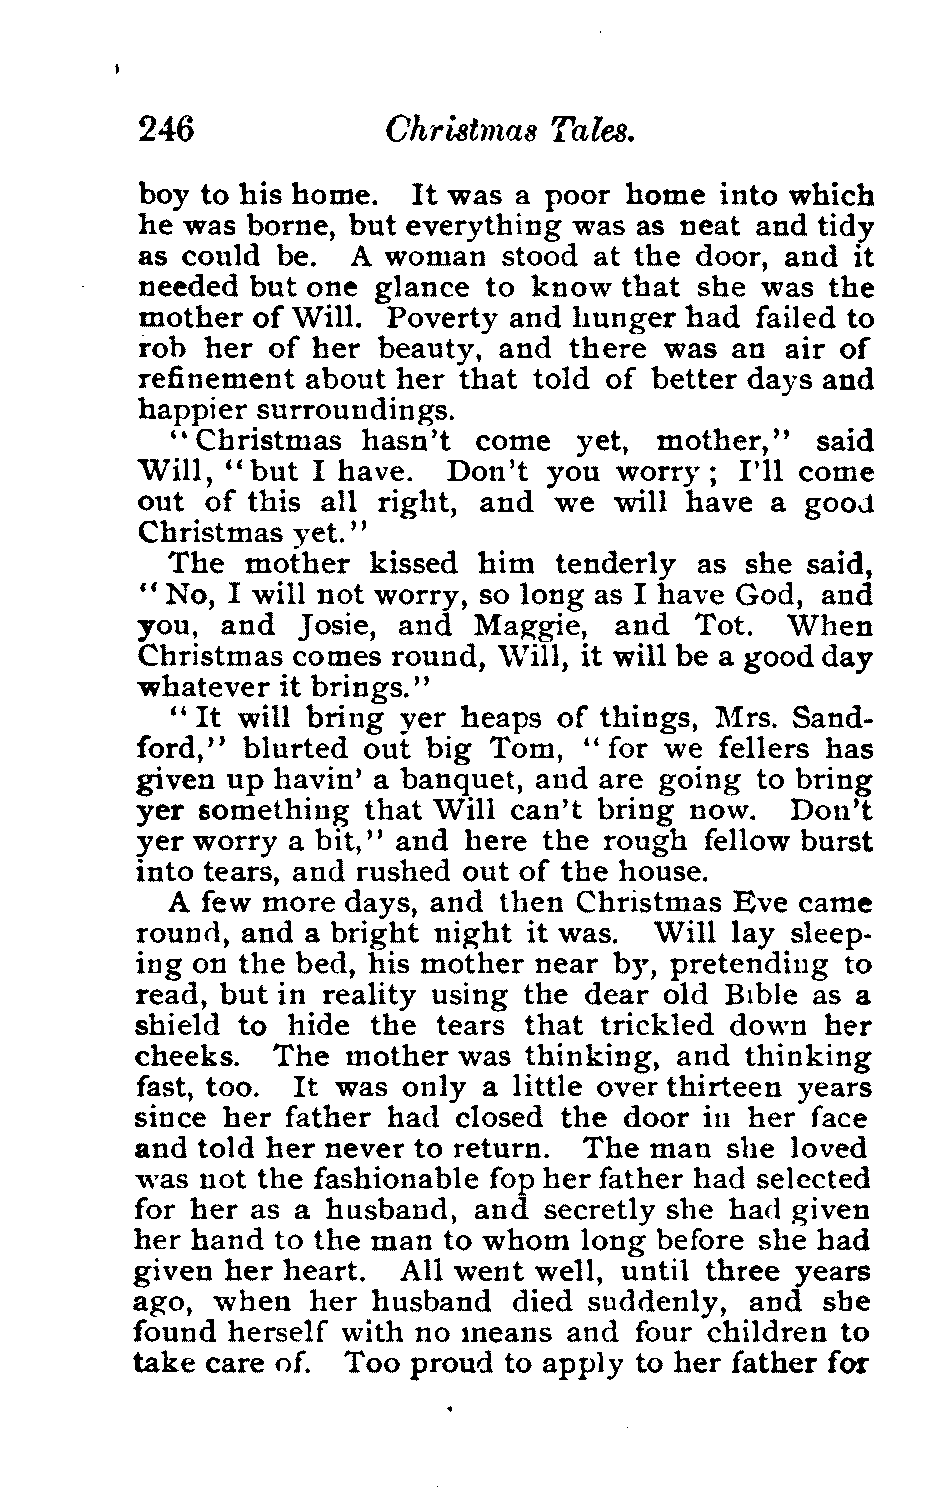 246 Christmas Tales.
boy to his home. It was a poor home into which
he was borne, but everything was as neat and tidy
as could be. A woman stood at the door, and it
needed but one glance to know that she was the
mother of Will. Poverty and hunger had failed to
rob her of her beauty, and there was an air of
refinement about her that told of better days and
happier surroundings.
"Christmas hasn't come yet, mother," said
Will, "but I have. Don't you worry; I'll come
out of this all right, and we will have a good
Christmas yet."
The mother kissed him tenderly as she said,
"No, I will not worry, so long as I have God, and
you, and Josie, and Maggie, and Tot. When
Christmas comes round, Will, it will be a good day
whatever it brings."
"It will bring yer heaps of things, Mrs. Sand-
ford," blurted out big Tom, "for we fellers has
given up havin' a banquet, and are going to bring
yer something that Will can't bring now. Don't
yer worry a bit," and here the rough fellow burst
into tears, and rushed out of the house.
A few more days, and then Christmas Eve came
round, and a bright night it was. Will lay sleep-
ing on the bed, his mother near by, pretending to
read, but in reality using the dear old Bible as a
shield to hide the tears that trickled down her
cheeks. The mother was thinking, and thinking
fast, too. It was only a little over thirteen years
since her father had closed the door in her face
and told her never to return. The man she loved
was not the fashionable fop her father had selected
for her as a husband, and secretly she had given
her hand to the man to whom long before she had
given her heart. All went well, until three years
ago, when her husband died suddenly, and she
found herself with no means and four children to
take care of. Too proud to apply to her father for